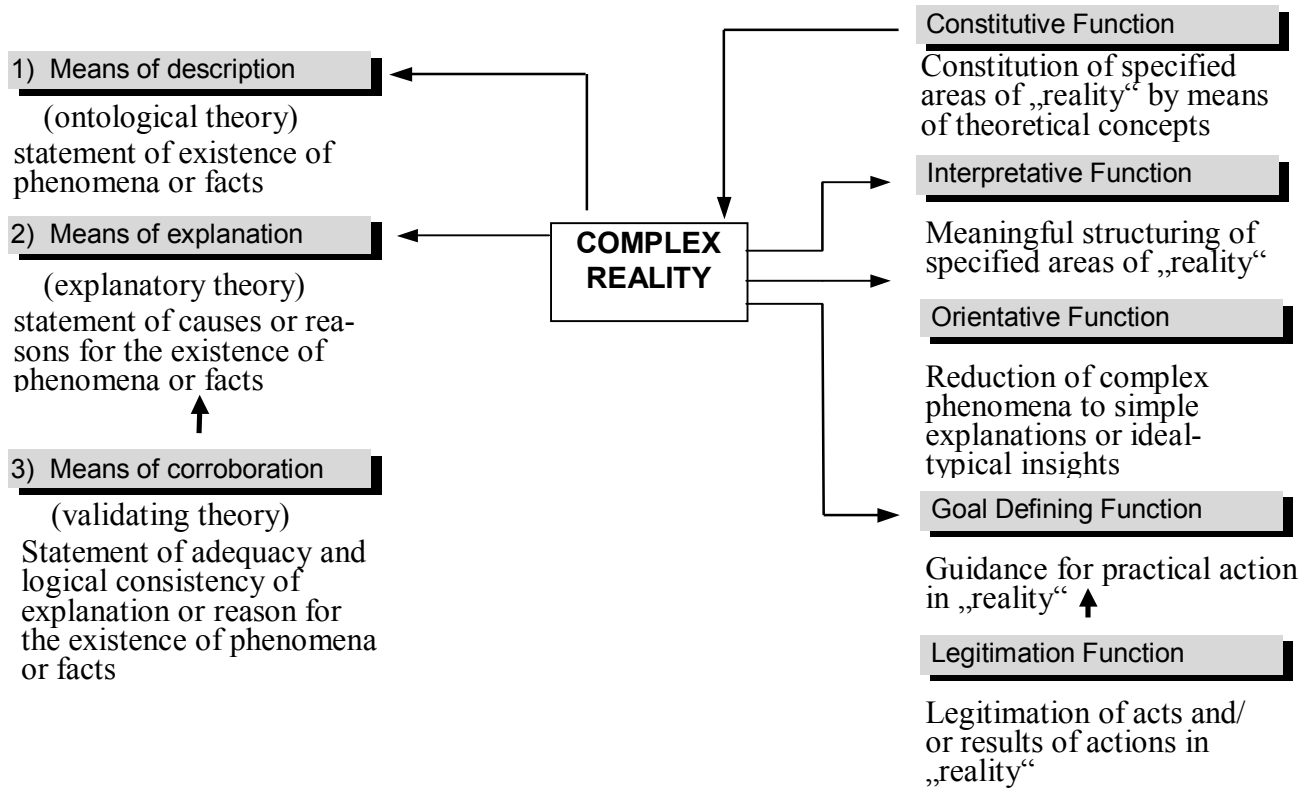 1) Means of description
(ontological theory)
statement of existence of
phenomena or facts
2) Means of explanation
(explanatory theory)
statement of causes or rea-
sons for the existence of
phenomena or facts
3) Means of corroboration
(validating theory)
Statement of adequacy and
logical consistency of
explanation or reason for
the existence of phenomena
or facts
COMPLEX
REALITY
Constitutive Function
Constitution of specified
areas of „reality“ by means
of theoretical concepts
Interpretative Function
Meaningful structuring of
specified areas of „reality“
Orientative Function
Reduction of complex
phenomena to simple
explanations or ideal-
typical insights
Goal Defining Function
Guidance for practical action
in „reality“
Legitimation Function
Legitimation of acts and/
or results of actions in
„reality“